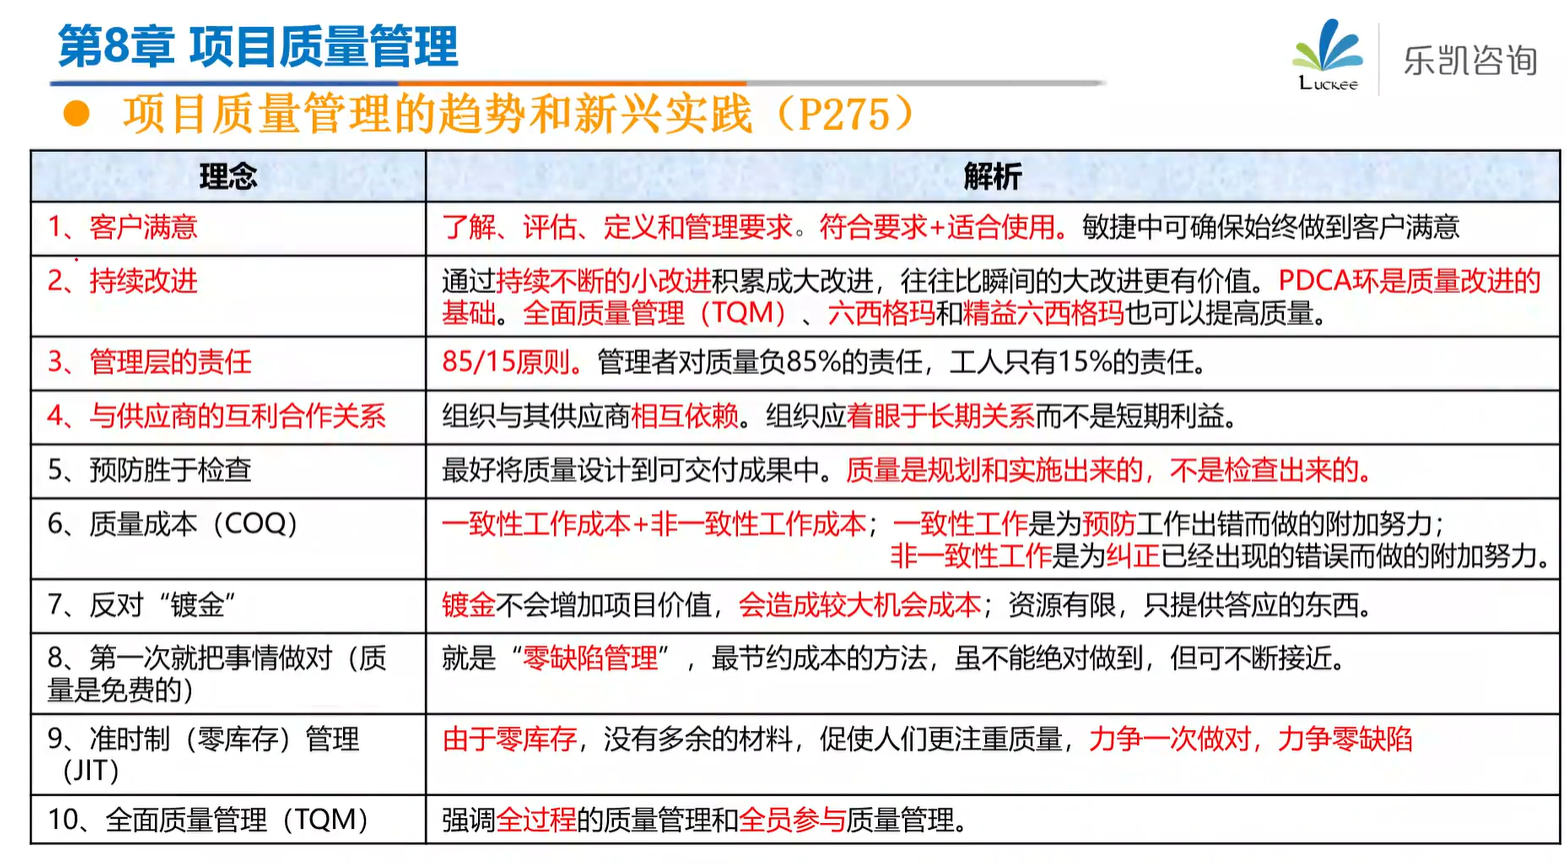 第8章 项目质量管理
Luckee
乐凯咨询
● 项目质量管理的趋势和新兴实践（P275）
理念
解析
1、客户满意
了解、评估、定义和管理要求。符合要求+适合使用。敏捷中可确保始终做到客户满意
2、持续改进
通过持续不断的小改进积累成大改进，往往比瞬间的大改进更有价值。PDCA环是质量改进的
基础。全面质量管理（TQM）、六西格玛和精益六西格玛也可以提高质量。
3、管理层的责任
85/15原则。管理者对质量负85%的责任，工人只有15%的责任。
4、与供应商的互利合作关系
组织与其供应商相互依赖。组织应着眼于长期关系而不是短期利益。
5、预防胜于检查
最好将质量设计到可交付成果中。质量是规划和实施出来的，不是检查出来的。
6、质量成本（COQ）
一致性工作成本+非一致性工作成本；一致性工作是为预防工作出错而做的附加努力；
非一致性工作是为纠正已经出现的错误而做的附加努力。
7、反对“镀金”
镀金不会增加项目价值，会造成较大机会成本；资源有限，只提供答应的东西。
8、第一次就把事情做对（质
量是免费的）
就是“零缺陷管理”，最节约成本的方法，虽不能绝对做到，但可不断接近。
9、准时制（零库存）管理
（JIT）
由于零库存，没有多余的材料，促使人们更注重质量，力争一次做对，力争零缺陷
10、全面质量管理（TQM）
强调全过程的质量管理和全员参与质量管理。